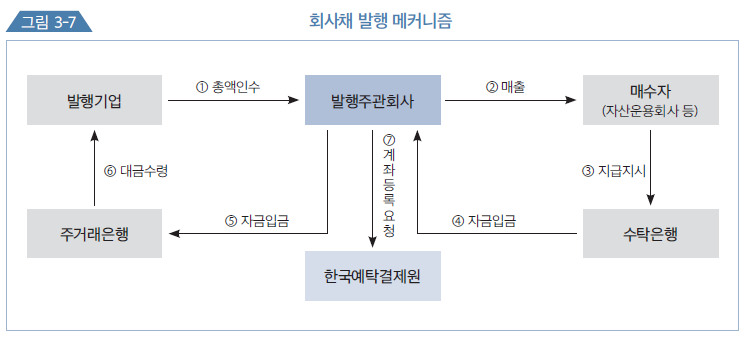 그림 3-7
회사채 발행 메커니즘
발행기업
① 총액인수
발행주관회사
② 매출
매수자
(자산운용회사 등)
③ 지급지시
수탁은행
④ 자금입금
⑤ 자금입금
주거래은행
⑥ 대금수령
⑦ 계좌등록요청
한국예탁결제원